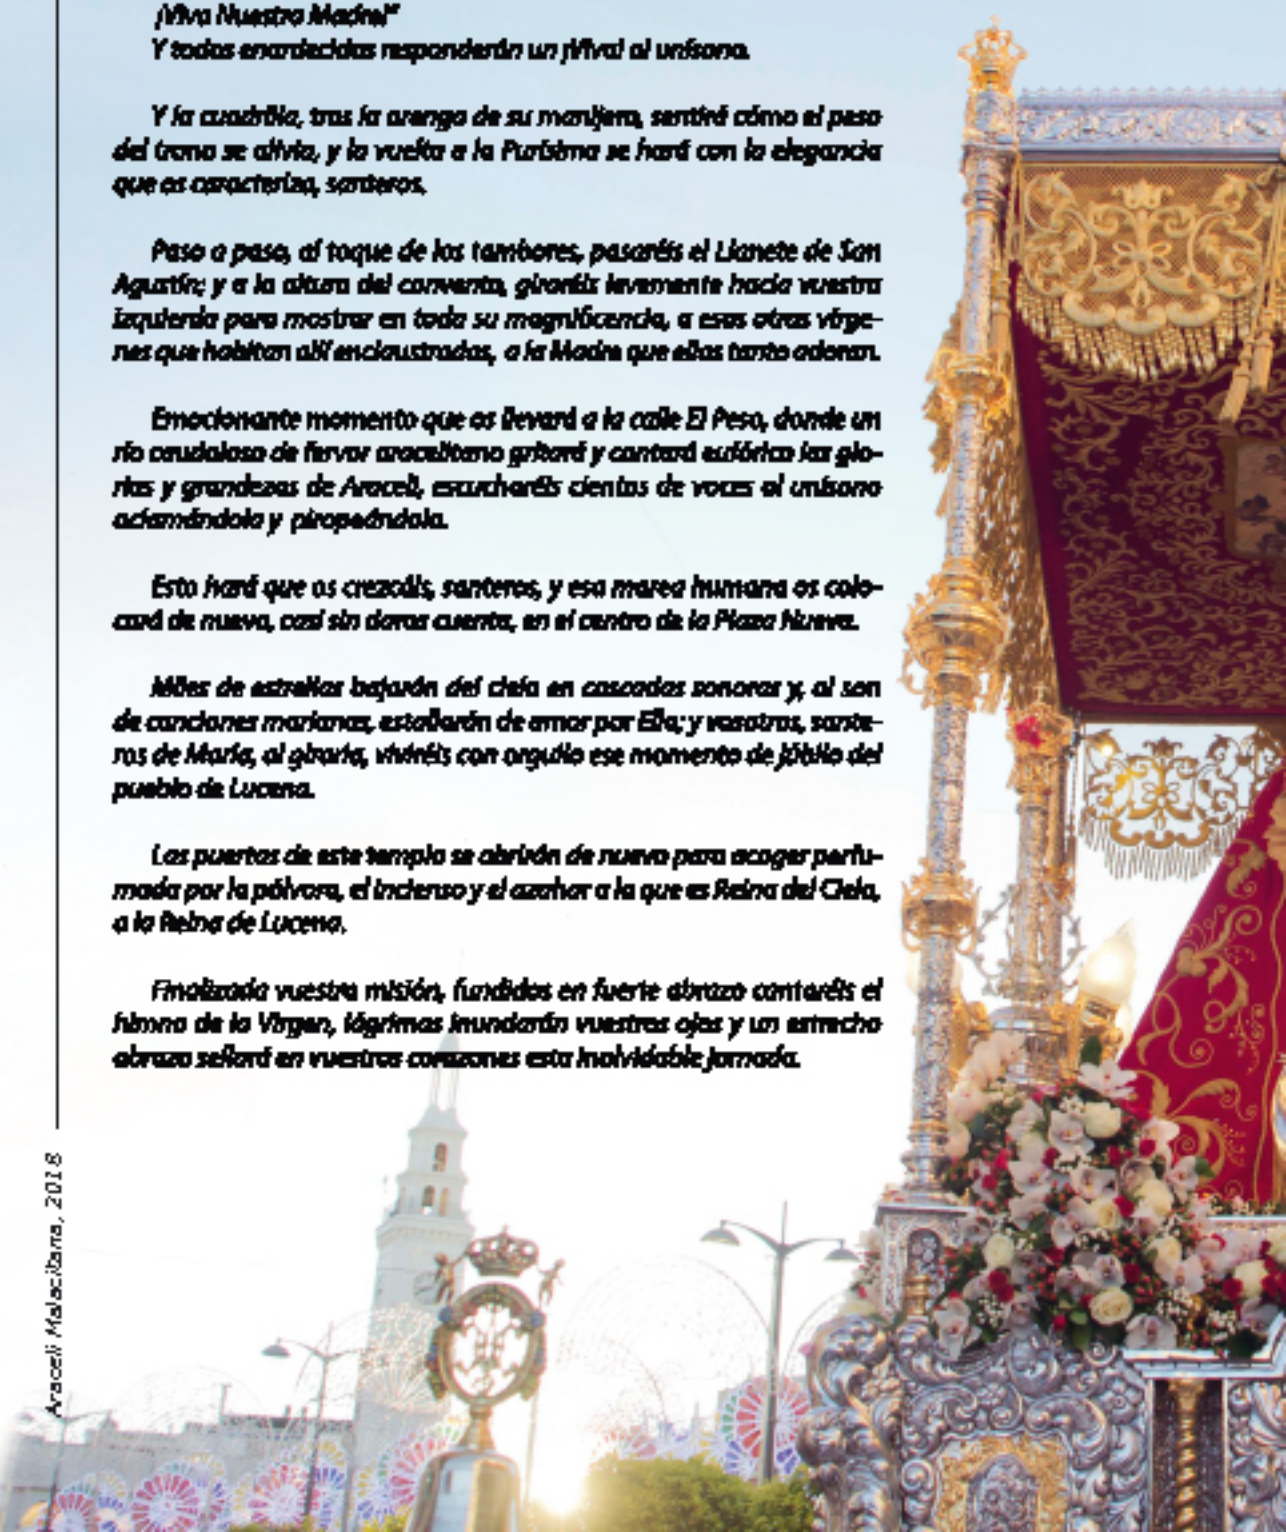 ¡Viva Nuestra Madre!"
Y todos enardecidos responderán un ¡Viva! al unísono.
Y la cuadrilla, tras la arenga de su manijero, sentirá cómo el peso
del trono se alivia, y la vuelta a la Purísima se hará con la elegancia
que os caracteriza, santeros.
Paso a paso, al toque de los tambores, pasaréis el Llanete de San
Agustín; y a la altura del convento, giraréis levemente hacia vuestra
izquierda para mostrar en toda su magnificencia, a esas otras vírge-
nes que habitan allí enclaustradas, a la Madre que ellas tanto adoran.
Emocionante momento que os llevará a la calle El Peso, donde un
río caudaloso de fervor aracelitano gritará y cantará eufórico las glo-
rias y grandezas de Araceli, escucharéis cientos de voces al unísono
aclamándola y piropeándola.
Esto hará que os crezcáis, santeros, y esa marea humana os colo-
cará de nuevo, casi sin daros cuenta, en el centro de la Plaza Nueva.
Miles de estrellas bajarán del cielo en cascadas sonoras y, al son
de canciones marianas, estallarán de amor por Ella; y vosotros, sante-
ros de María, al girarla, viviréis con orgullo ese momento de júbilo del
pueblo de Lucena.
Las puertas de este templo se abrirán de nuevo para acoger perfu-
mada por la pólvora, el incienso y el azahar a la que es Reina del Cielo,
a la Reina de Lucena.
Finalizada vuestra misión, fundidos en fuerte abrazo cantaréis el
himno de la Virgen, lágrimas inundarán vuestros ojos y un estrecho
abrazo sellará en vuestros corazones esta inolvidable jornada.
Araceli Malacitana, 2018